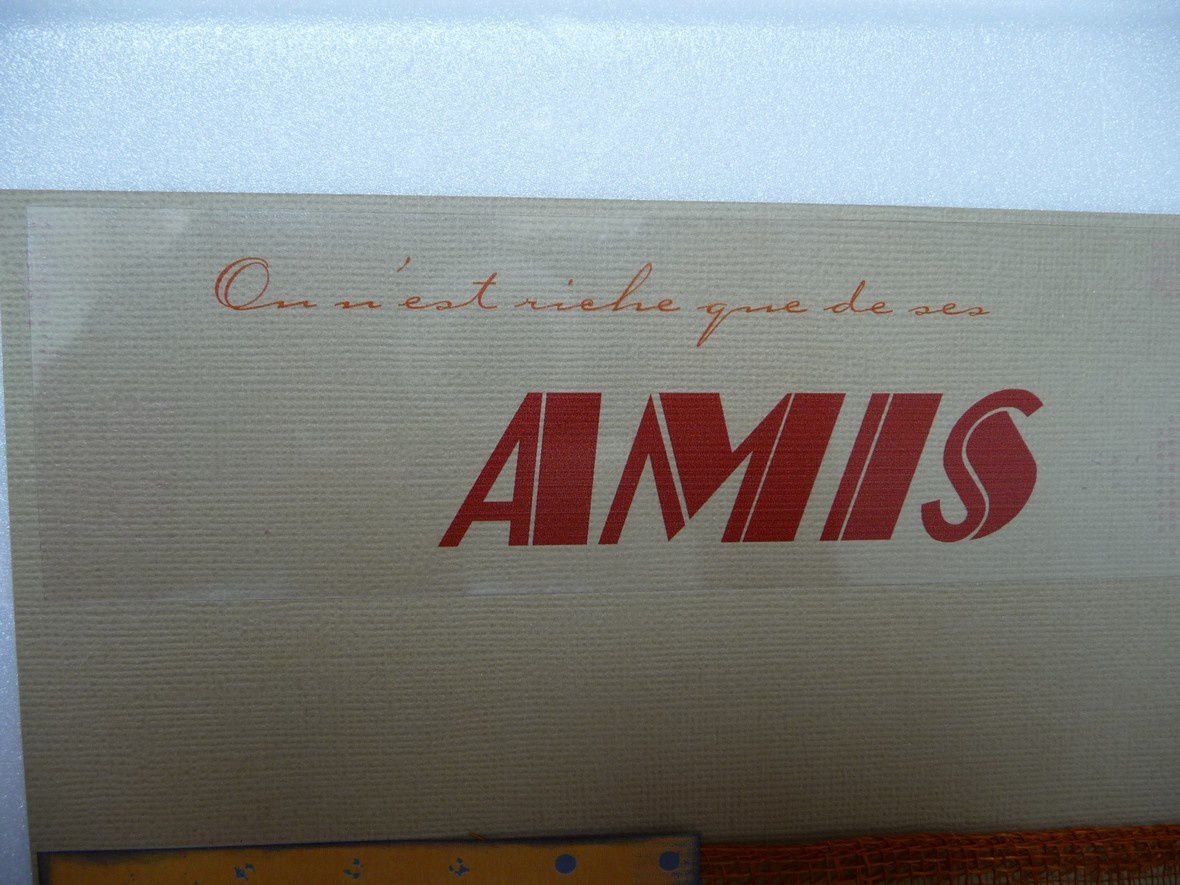 On n'est riche que de ses
AMIS